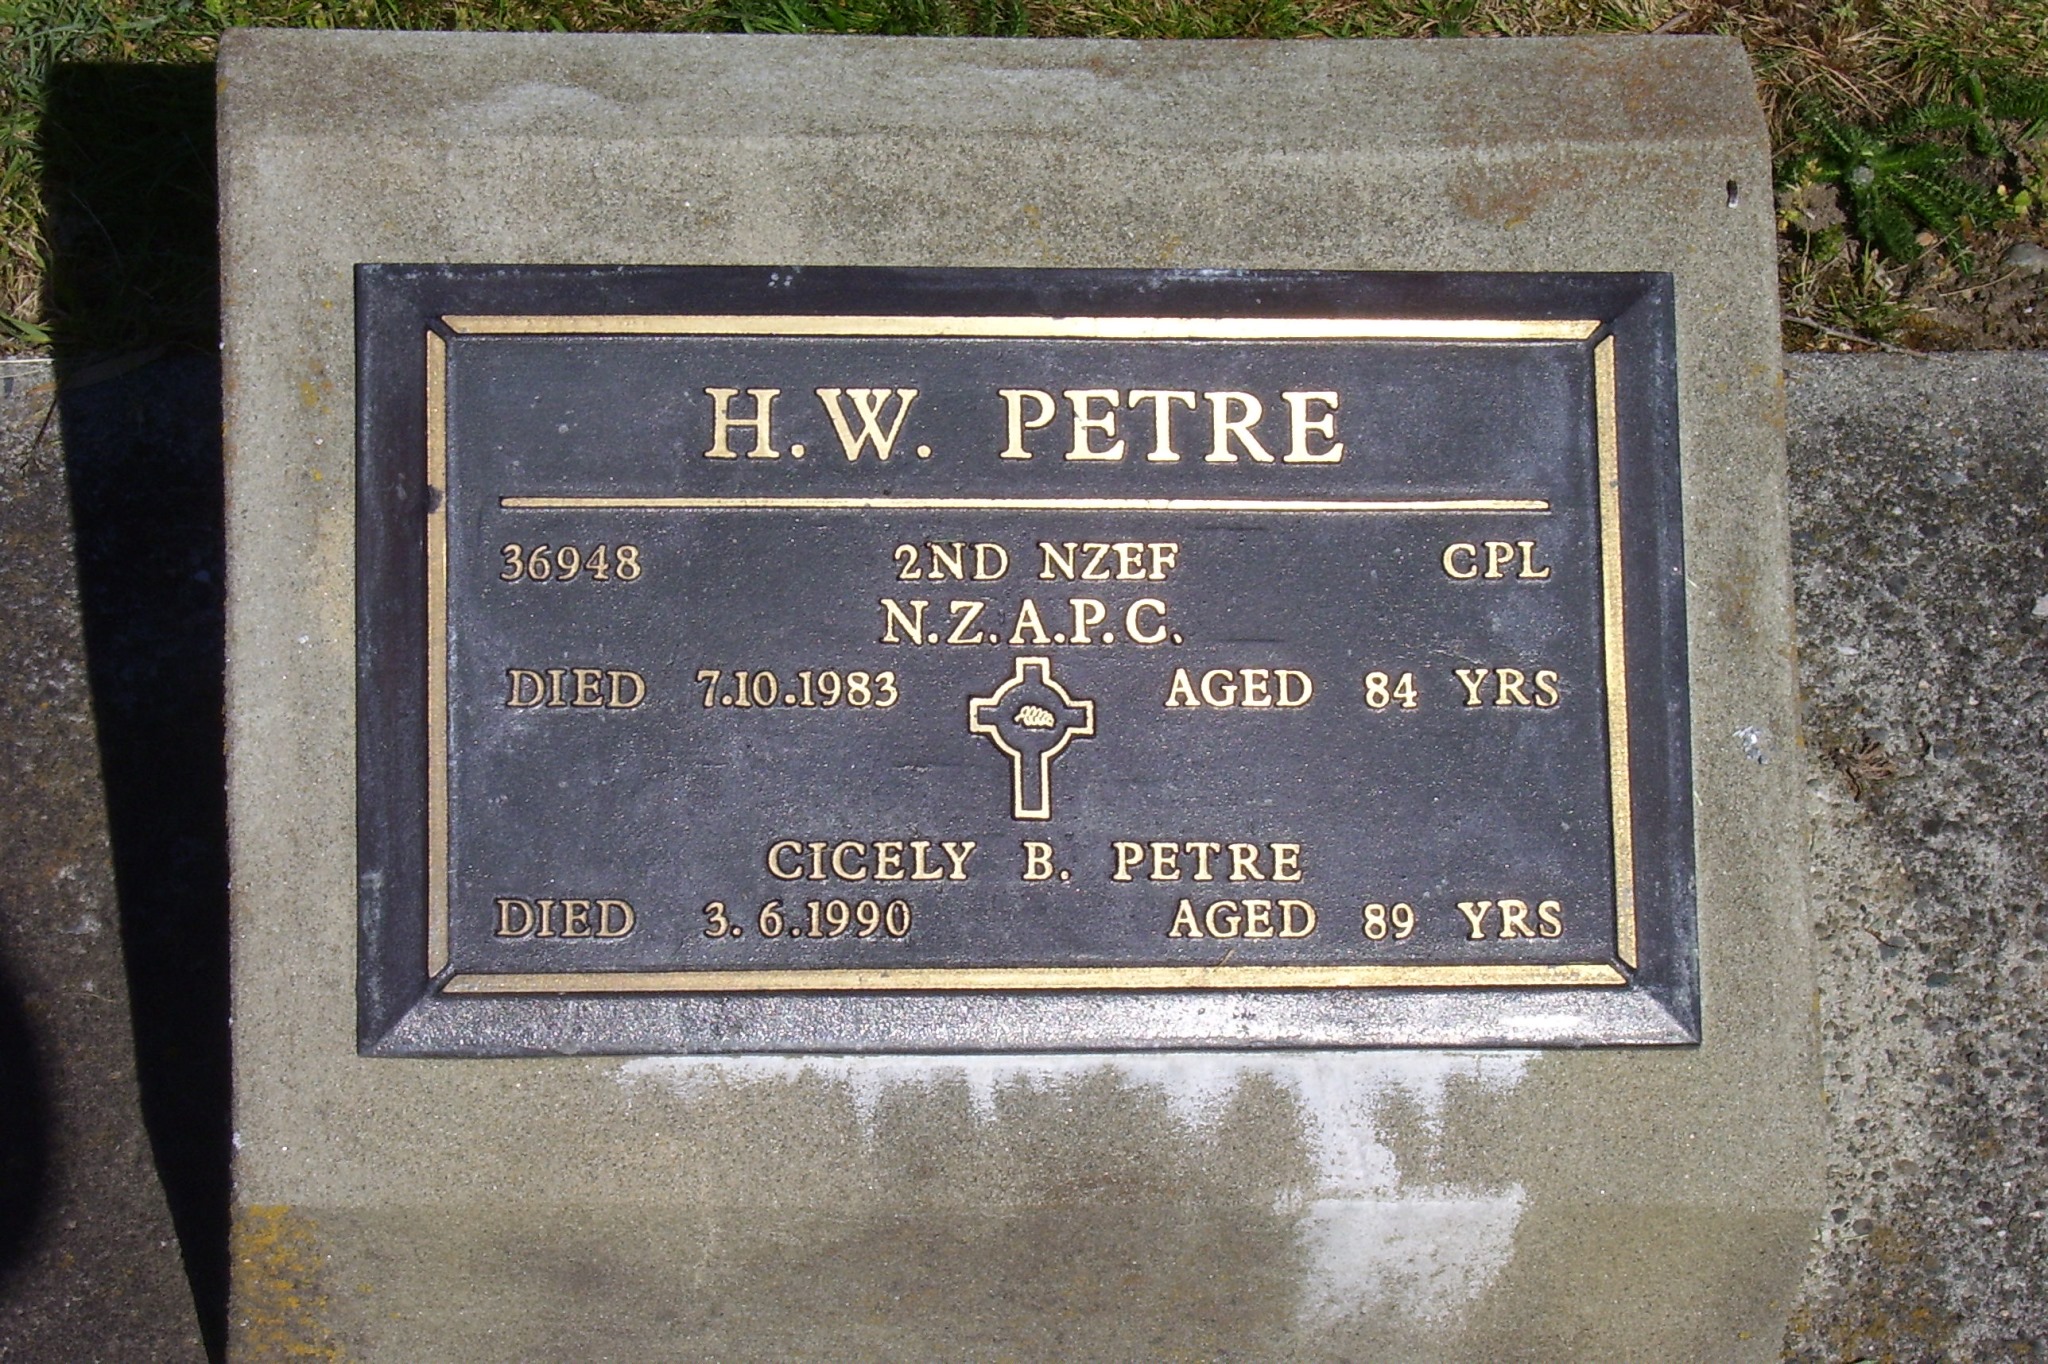 H.W. PETRE
36948 2ND NZEF CPL
N.Z.A.P.C.
DIED 7.10.1983 AGED 84 YRS
CICELY B. PETRE
DIED 3.6.1990 AGED 89 YRS